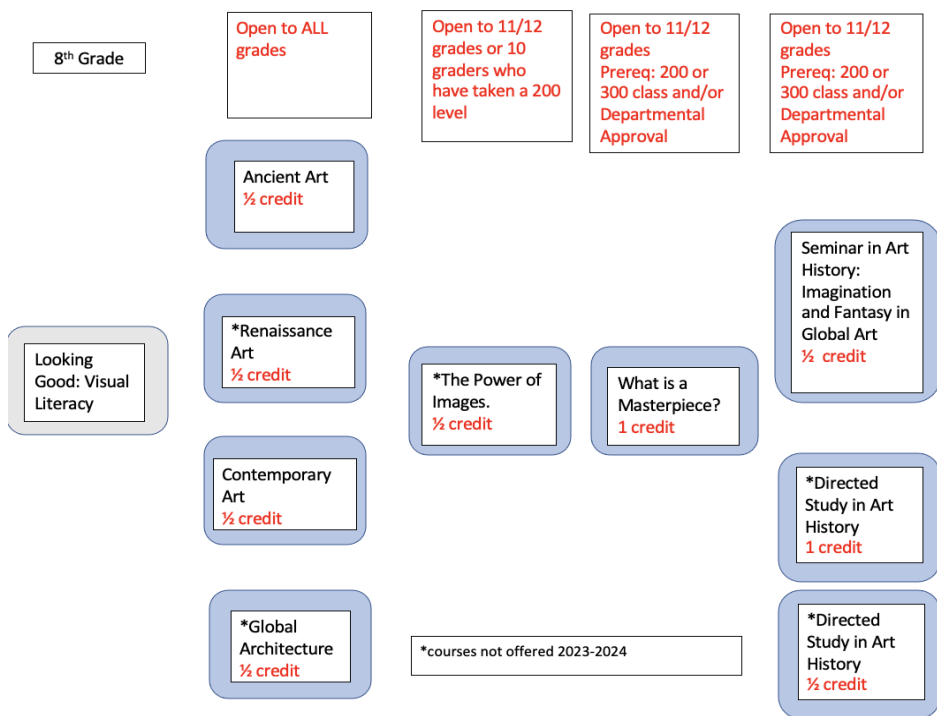 8th Grade
Open to ALL
grades
Open to 11/12
grades or 10
graders who
have taken a 200
level
Open to 11/12
grades
Prereq: 200 or
300 class and/or
Departmental
Approval
Open to 11/12
grades
Prereq: 200 or
300 class and/or
Departmental
Approval
Looking
Good: Visual
Literacy
Ancient Art
½ credit
*Renaissance
Art
½ credit
Contemporary
Art
½ credit
*Global
Architecture
½ credit
*The Power of
Images.
½ credit
What is a
Masterpiece?
1 credit
Seminar in Art
History:
Imagination
and Fantasy in
Global Art
½ credit
*Directed
Study in Art
History
1 credit
*Directed
Study in Art
History
½ credit
*courses not offered 2023-2024